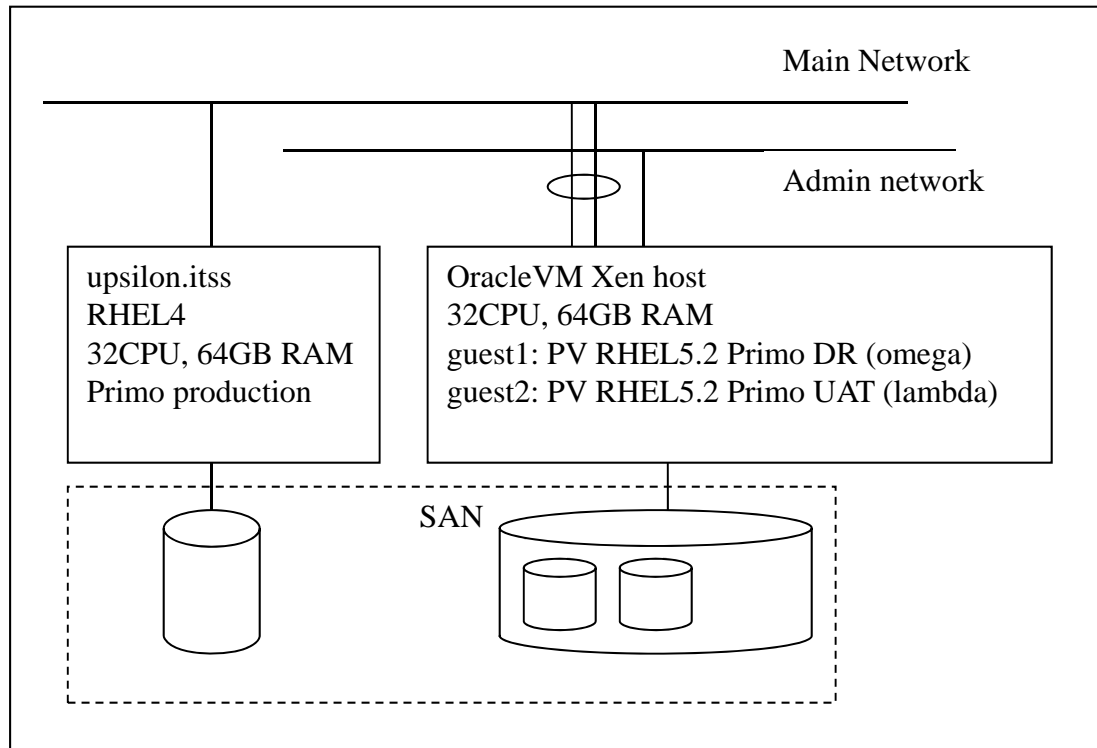 Main Network
Admin network
upsilon.itss
RHEL4
32CPU, 64GB RAM
Primo production
OracleVM Xen host
32CPU, 64GB RAM
guest1: PV RHEL5.2 Primo DR (omega)
guest2: PV RHEL5.2 Primo UAT (lambda)
SAN